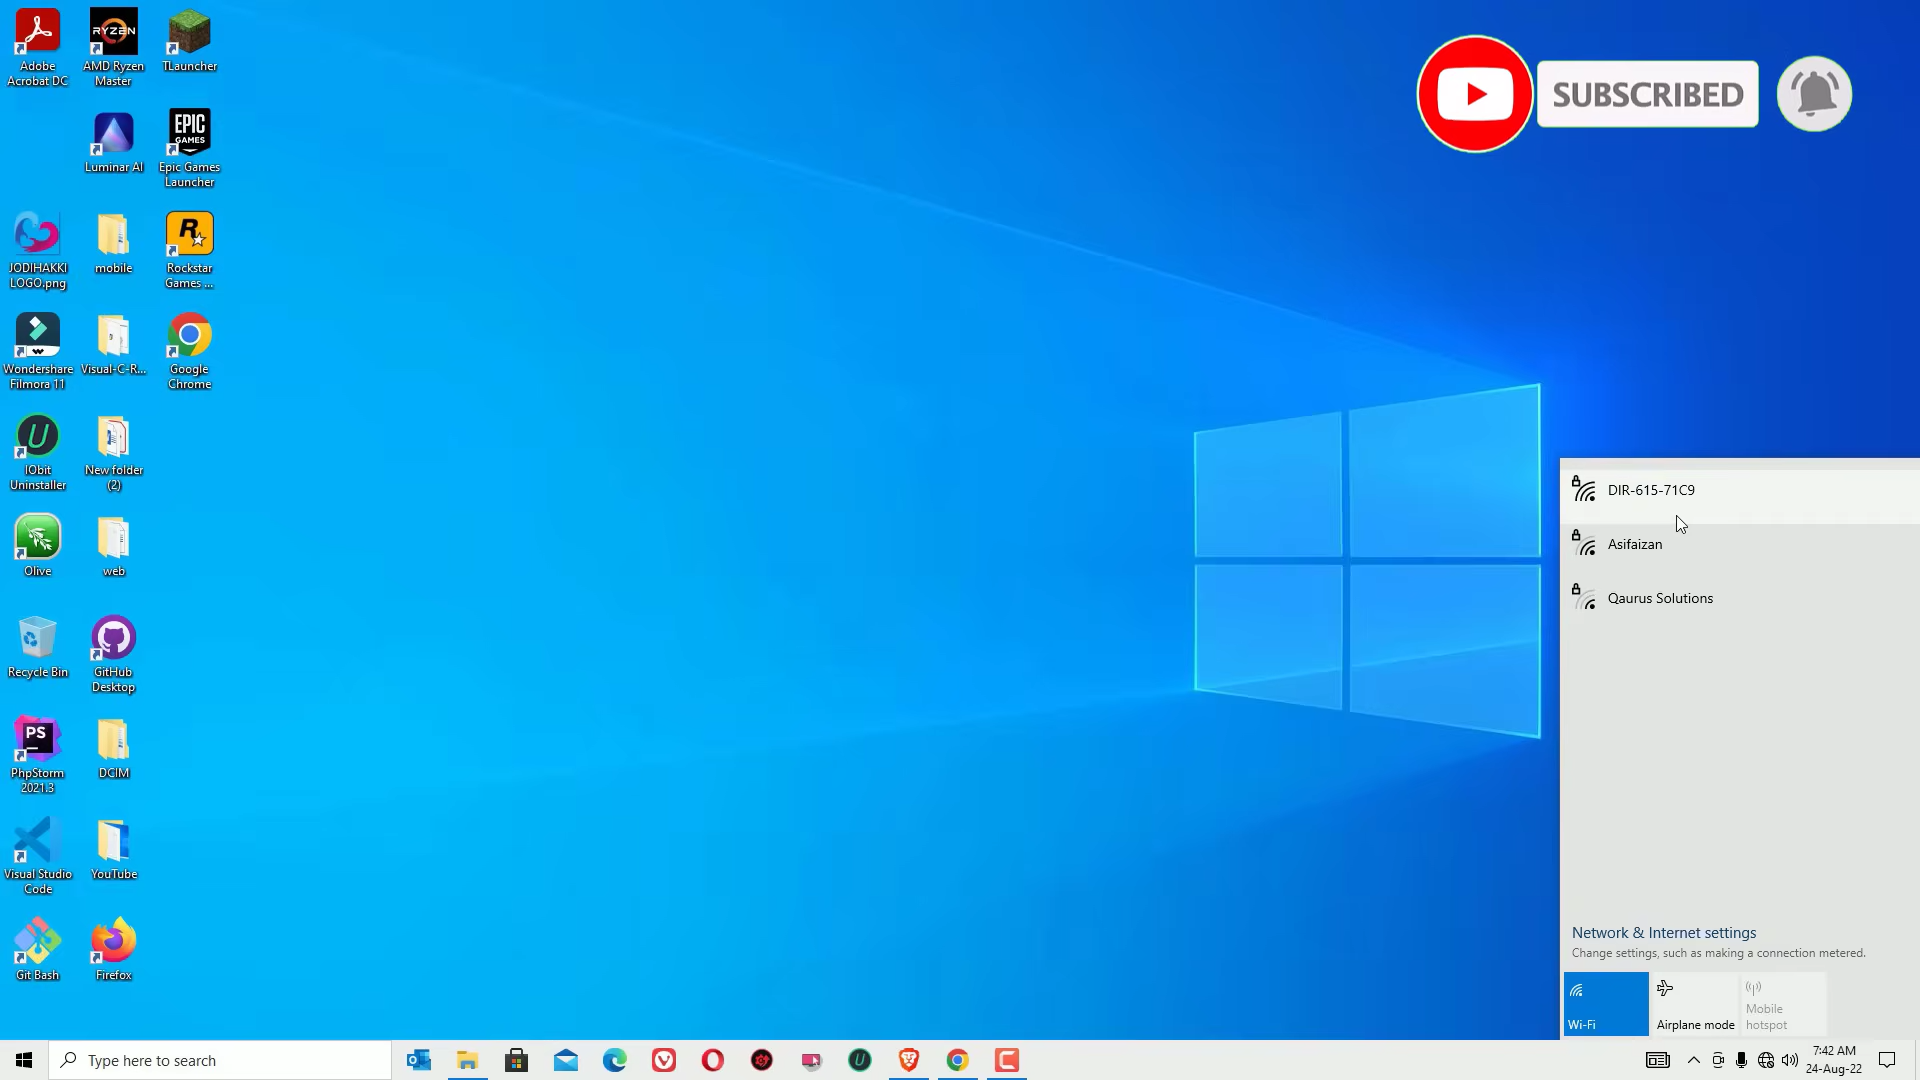 Adobe
Acrobat DC
RYZEN
AMD Ryzen
Master
TLauncher
SUBSCRIBED
Luminar AI
EPIC
GAMES
Epic Games
Launcher
JODIHAKKI
LOGO.png
mobile
R
Rockstar
Games ...
Wondershare
Filmora 11
Visual-C-R...
Google
Chrome
U
IObit
Uninstaller
New folder
(2)
DIR-615-71C9
Asifaizan
Olive
web
Qaurus Solutions
Recycle Bin
GitHub
Desktop
PS
PhpStorm
2021.3
DCIM
Visual Studio
Code
YouTube
Git Bash
Firefox
Network & Internet settings
Change settings, such as making a connection metered.
Wi-Fi
Airplane mode
Mobile
hotspot
Type here to search
7:42 AM
24-Aug-22